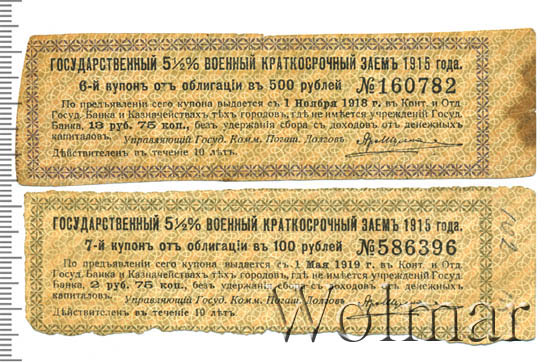 ГОСУДАРСТВЕННЫЙ 5½% ВОЕННЫЙ КРАТКОСРОЧНЫЙ ЗАЕМЪ 1915 года.
6-й купон отъ облигаціи въ 500 рублей №160782
По предъявленіи сего купона выдается съ 1 Ноября 1918 г. въ Конт. и Отд.
Госуд. Банка и Казначействахъ тѣхъ городовъ, гдѣ не имѣется учрежденій Госуд.
Банка, 13 руб. 75 коп., безъ удержанія сбора съ доходовъ отъ денежныхъ
капиталовъ. Управляющій Госуд. Комм. Погаш. Долговъ
Дѣйствителенъ въ теченіе 10 лѣтъ.
ГОСУДАРСТВЕННЫЙ 5½% ВОЕННЫЙ КРАТКОСРОЧНЫЙ ЗАЕМЪ 1915 года.
7-й купон отъ облигаціи въ 100 рублей №586396
По предъявленіи сего купона выдается съ 1 Мая 1919 г. въ Конт. и Отд.
Госуд. Банка и Казначействахъ тѣхъ городовъ, гдѣ не имѣется учрежденій Госуд.
Банка, 2 руб. 75 коп., безъ удержанія сбора съ доходовъ отъ денежныхъ
капиталовъ. Управляющій Госуд. Комм. Погаш. Долговъ
Дѣйствителенъ въ теченіе 10 лѣтъ.
102
Wolmar